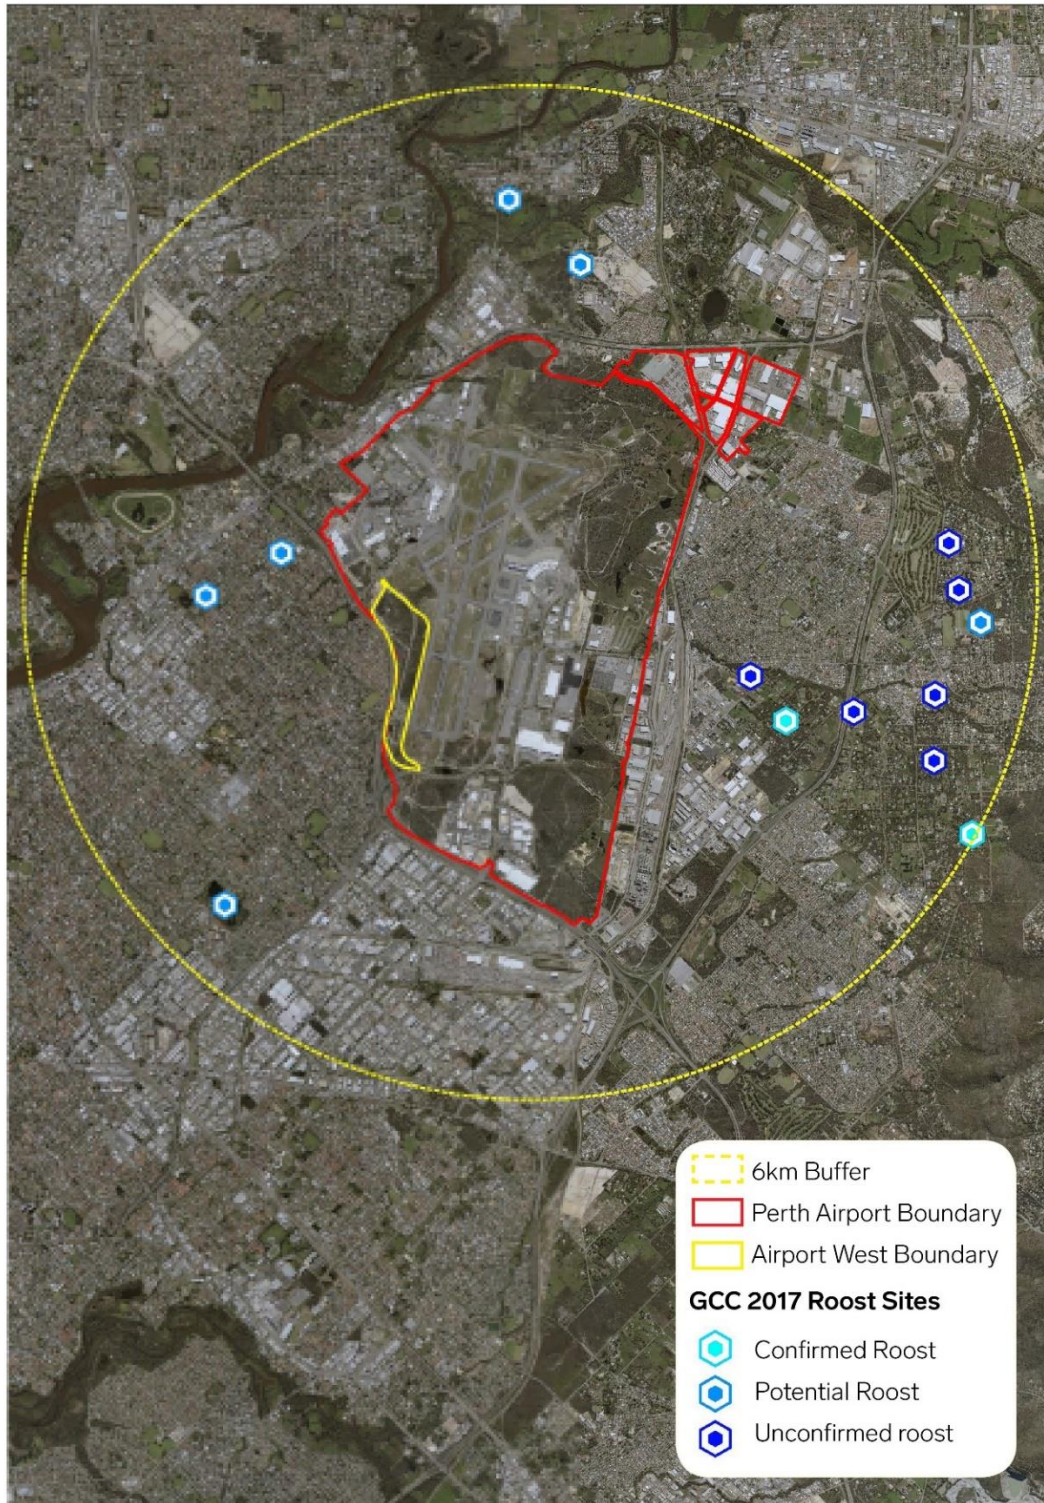 6km Buffer
Perth Airport Boundary
Airport West Boundary
GCC 2017 Roost Sites
Confirmed Roost
Potential Roost
Unconfirmed roost